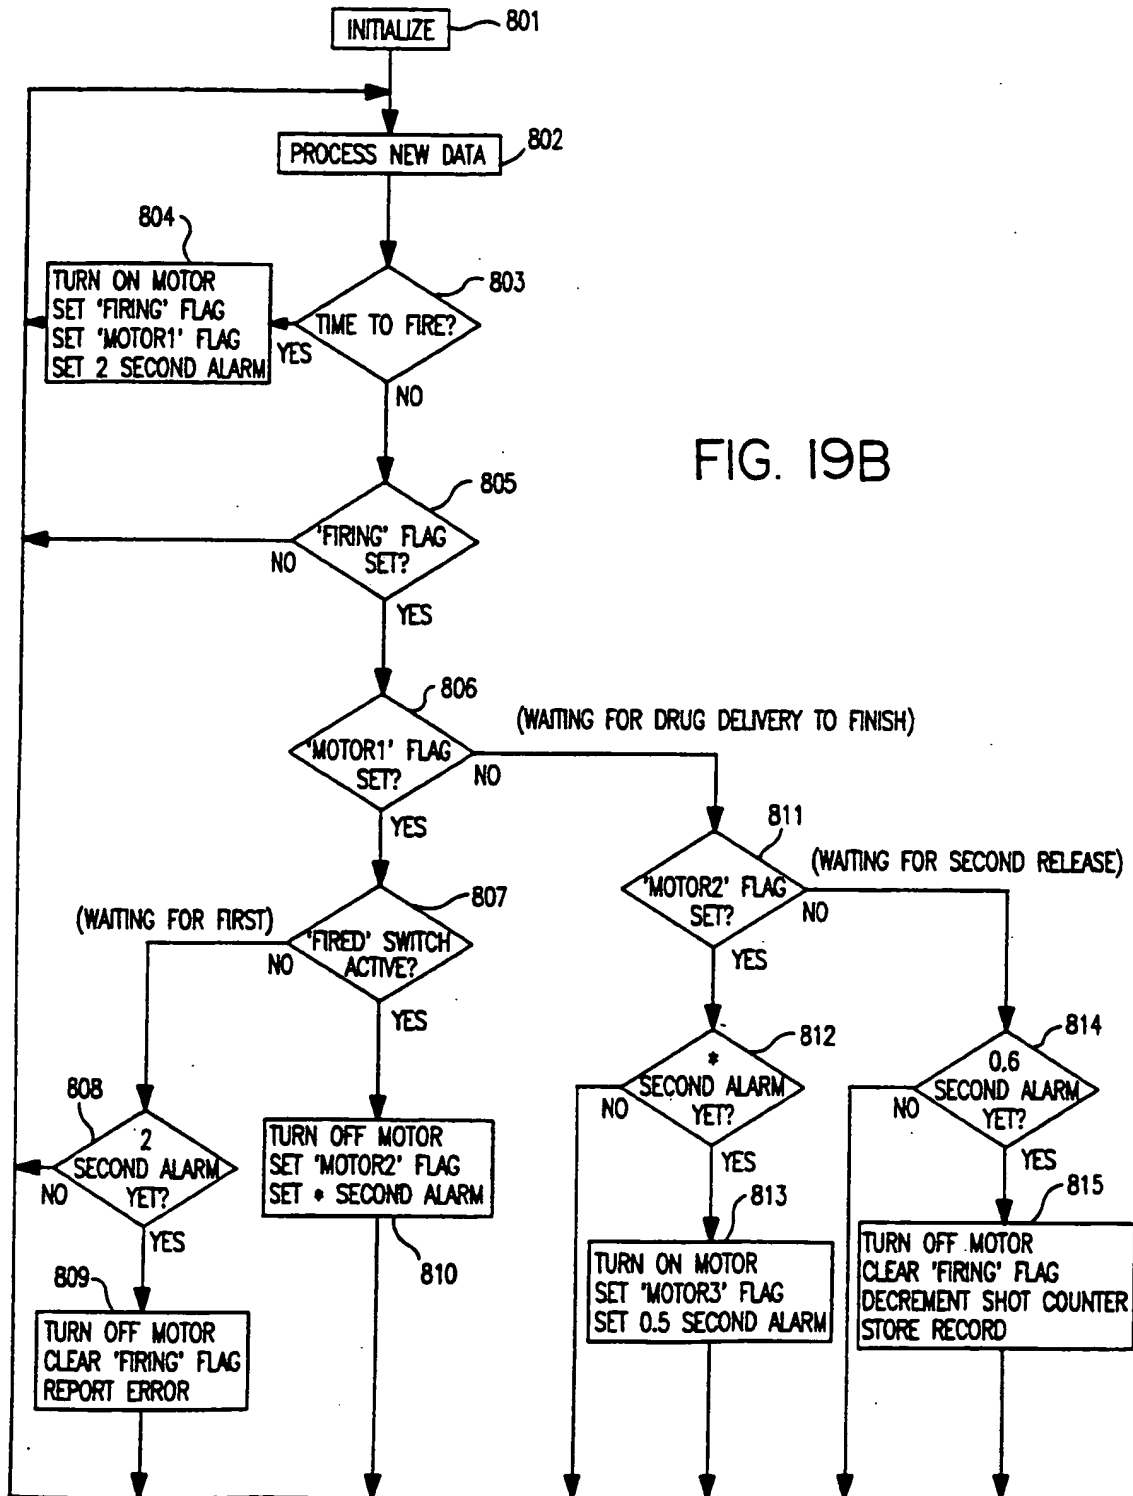 INITIALIZE
801
PROCESS NEW DATA
802
804
TURN ON MOTOR
SET 'FIRING' FLAG
SET 'MOTOR1' FLAG
SET 2 SECOND ALARM
803
TIME TO FIRE?
YES
NO
FIG. 19B
805
'FIRING' FLAG
SET?
NO
YES
806
'MOTOR1' FLAG
SET?
(WAITING FOR DRUG DELIVERY TO FINISH)
NO
YES
807
(WAITING FOR FIRST)
'FIRED' SWITCH
ACTIVE?
NO
YES
811
'MOTOR2' FLAG
SET?
(WAITING FOR SECOND RELEASE)
NO
YES
808
2
SECOND ALARM
YET?
NO
YES
TURN OFF MOTOR
SET 'MOTOR2' FLAG
SET * SECOND ALARM
810
812
*
SECOND ALARM
YET?
NO
YES
814
0.6
SECOND ALARM
YET?
NO
YES
809
TURN OFF MOTOR
CLEAR 'FIRING' FLAG
REPORT ERROR
813
TURN ON MOTOR
SET 'MOTOR3' FLAG
SET 0.5 SECOND ALARM
815
TURN OFF MOTOR
CLEAR 'FIRING' FLAG
DECREMENT SHOT COUNTER
STORE RECORD